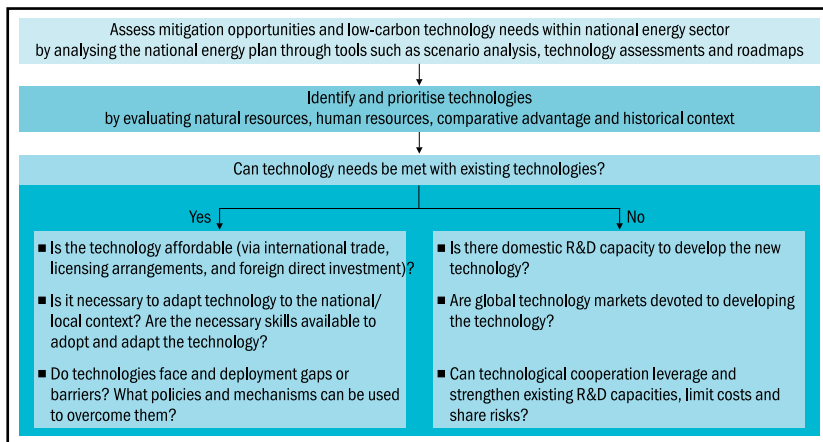 Assess mitigation opportunities and low-carbon technology needs within national energy sector
by analysing the national energy plan through tools such as scenario analysis, technology assessments and roadmaps
Identify and prioritise technologies
by evaluating natural resources, human resources, comparative advantage and historical context
Can technology needs be met with existing technologies?
Yes
■ Is the technology affordable (via international trade,
licensing arrangements, and foreign direct investment)?
■ Is it necessary to adapt technology to the national/
local context? Are the necessary skills available to
adopt and adapt the technology?
■ Do technologies face and deployment gaps or
barriers? What policies and mechanisms can be used
to overcome them?
No
■ Is there domestic R&D capacity to develop the new
technology?
■ Are global technology markets devoted to developing
the technology?
■ Can technological cooperation leverage and
strengthen existing R&D capacities, limit costs and
share risks?